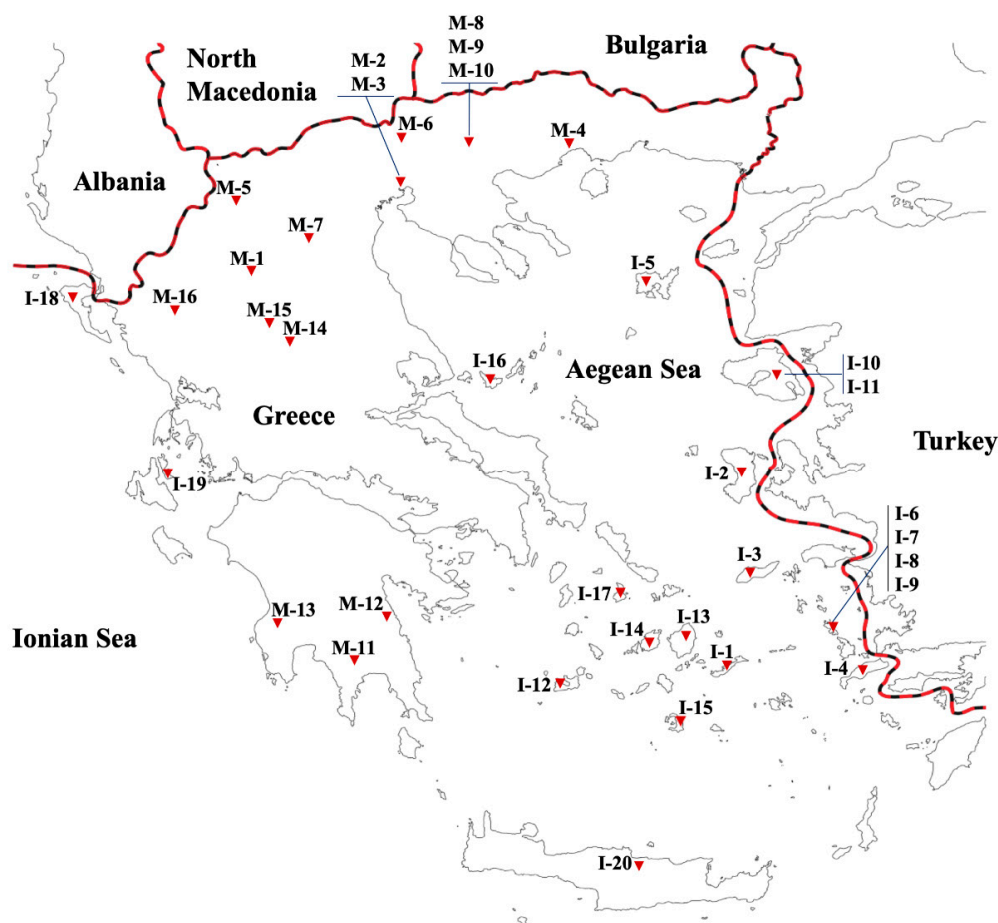 M-8
M-9
M-10
Bulgaria
North
Macedonia
M-2
M-3
M-6
M-4
Albania
M-5
M-7
M-1
I-5
I-18
M-16
M-15
M-14
I-16
Aegean Sea
I-10
I-11
Greece
Turkey
I-19
I-2
I-6
I-7
I-8
I-9
I-3
I-17
M-13
M-12
Ionian Sea
I-14
I-13
M-11
I-1
I-4
I-12
I-15
I-20